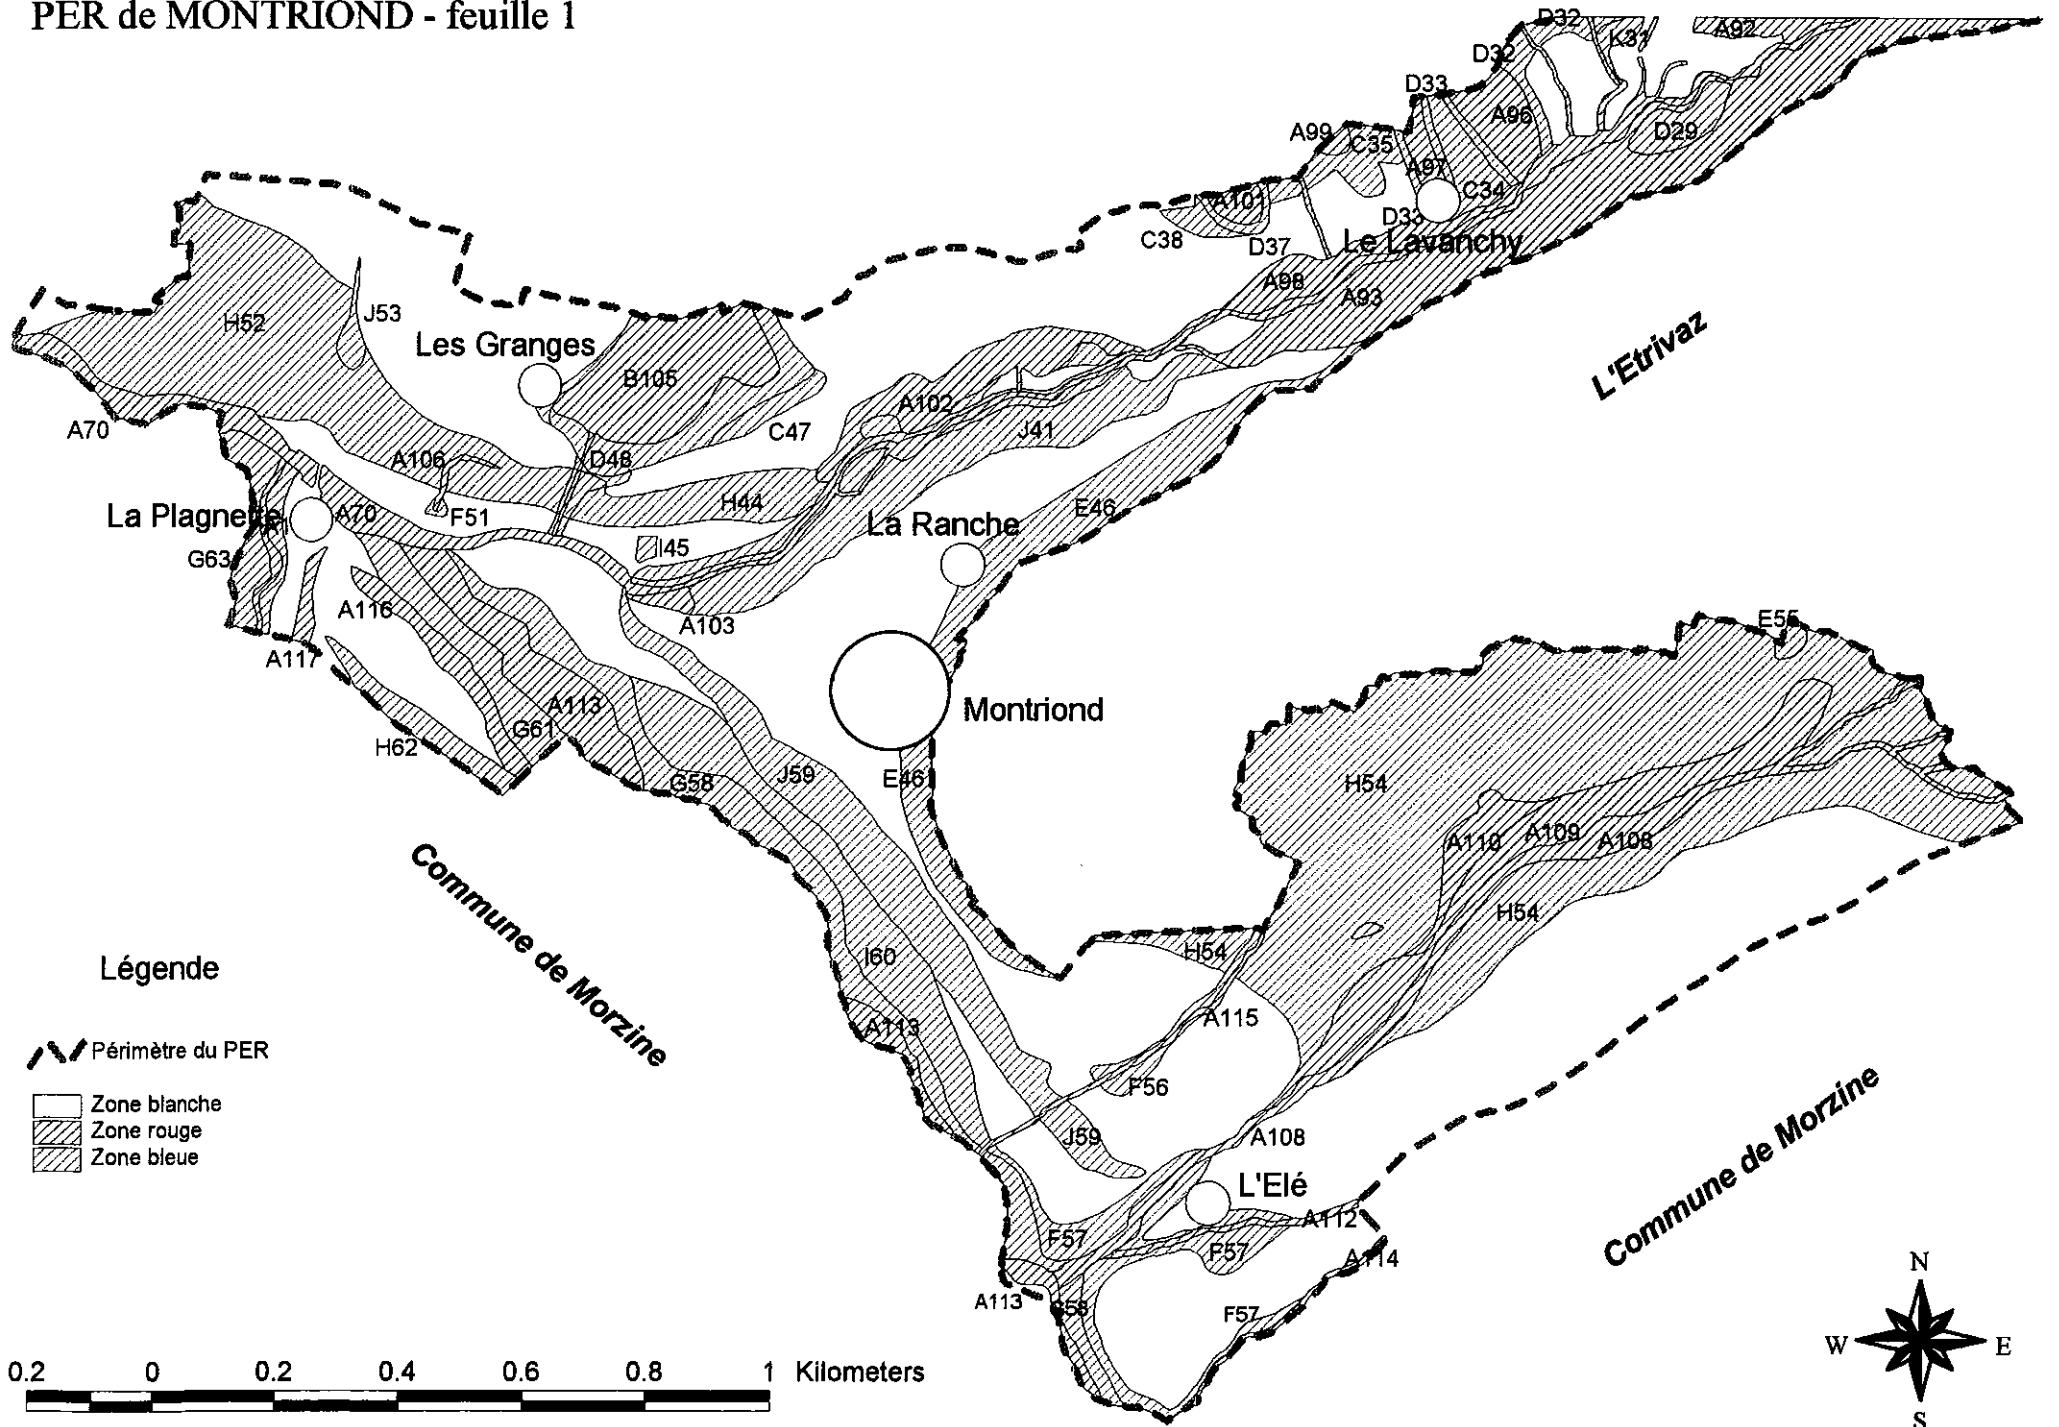 PER de MONTRIOND - feuille 1
D32
K31
A92
D32
D33
A96
D29
A99
C35
A97
C34
A101
D33
C38
D37
Le Lavanchy
A98
A93
H52
J53
Les Granges
L'Etrivaz
B105
A102
A70
C47
J41
A106
D48
H44
E46
La Plagnette
A70
F51
La Ranche
I45
G63
A116
A103
E55
A117
A113
Montriond
G61
H62
G58
J59
E46
H54
A110
A109
A108
Commune de Morzine
H54
H54
I60
Légende
A115
A113
Périmètre du PER
F56
Zone blanche
Zone rouge
Zone bleue
J59
A108
Commune de Morzine
L'Elé
A112
F57
F57
A114
A113
G58
F57
N
W
E
S
0.2 0 0.2 0.4 0.6 0.8 1 Kilometers